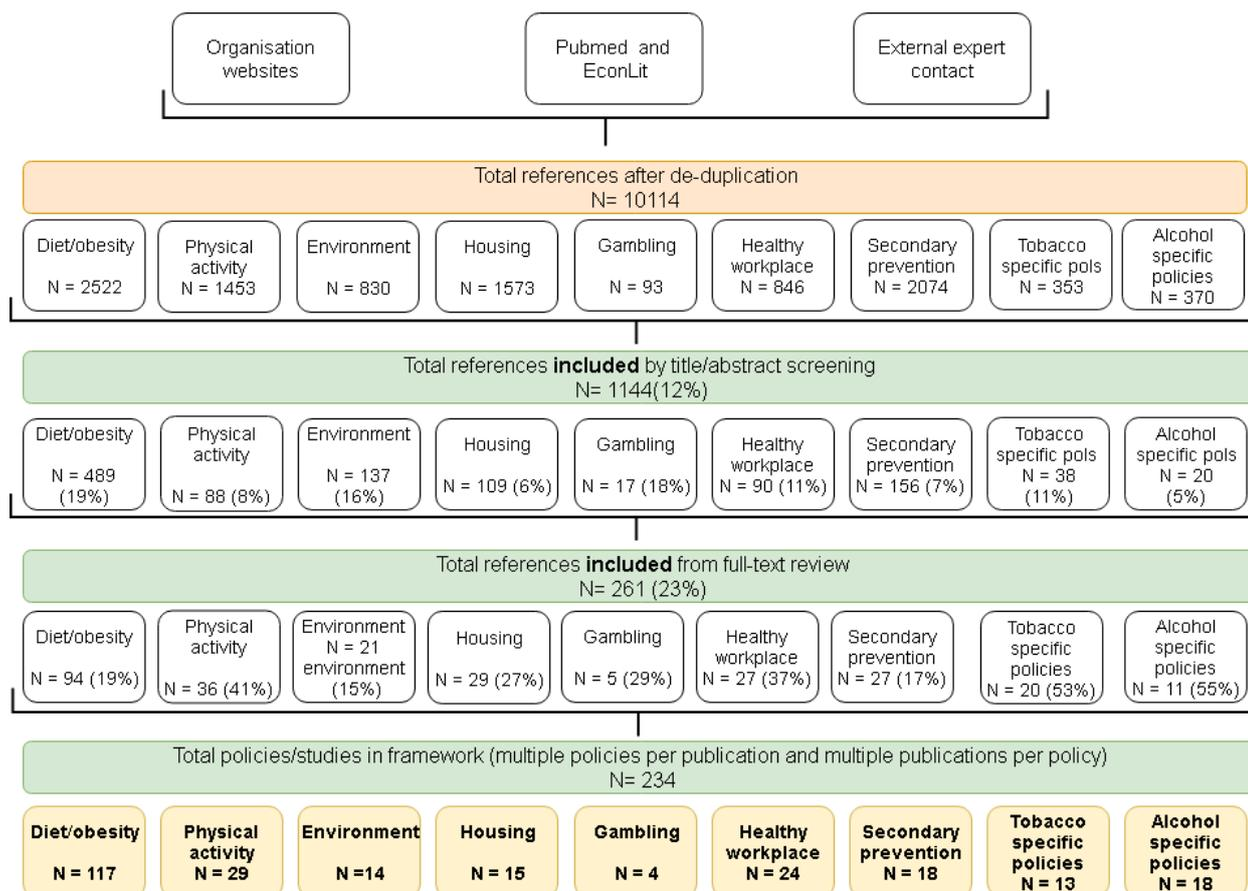 Organisation
websites
Pubmed and
EconLit
External expert
contact
Total references after de-duplication
N= 10114
Diet/obesity
N = 2522
Physical
activity
N = 1453
Environment
N = 830
Housing
N = 1573
Gambling
N = 93
Healthy
workplace
N = 846
Secondary
prevention
N = 2074
Tobacco
specific pols
N = 353
Alcohol
specific
policies
N = 370
Total references included by title/abstract screening
N= 1144(12%)
Diet/obesity
N = 489
(19%)
Physical
activity
N = 88 (8%)
Environment
N = 137
(16%)
Housing
N = 109 (6%)
Gambling
N = 17 (18%)
Healthy
workplace
N = 90 (11%)
Secondary
prevention
N = 156 (7%)
Tobacco
specific pols
N = 38
(11%)
Alcohol
specific pols
N = 20
(5%)
Total references included from full-text review
N= 261 (23%)
Diet/obesity
N = 94 (19%)
Physical
activity
N = 36 (41%)
Environment
N = 21
environment
(15%)
Housing
N = 29 (27%)
Gambling
N = 5 (29%)
Healthy
workplace
N = 27 (37%)
Secondary
prevention
N = 27 (17%)
Tobacco
specific
policies
N = 20 (53%)
Alcohol
specific
policies
N = 11 (55%)
Total policies/studies in framework (multiple policies per publication and multiple publications per policy)
N= 234
Diet/obesity
N = 117
Physical
activity
N = 29
Environment
N =14
Housing
N = 15
Gambling
N = 4
Healthy
workplace
N = 24
Secondary
prevention
N = 18
Tobacco
specific
policies
N = 13
Alcohol
specific
policies
N = 18